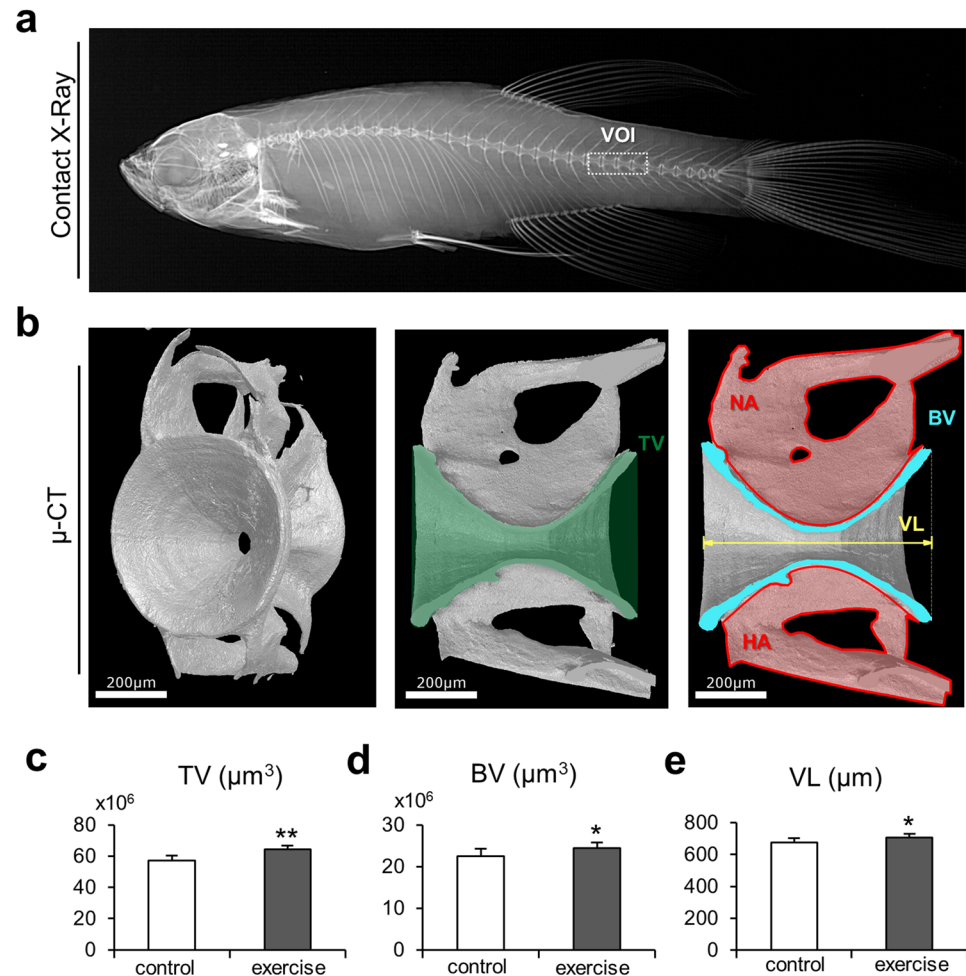 a
Contact X-Ray
VOI
b
μ-CT
200μm
TV
200μm
NA
BV
VL
HA
200μm
c
TV (μm³)
x10⁶
80
60
40
20
0
**
control
exercise
d
BV (μm³)
x10⁶
30
20
10
0
*
control
exercise
e
VL (μm)
800
600
400
200
0
*
control
exercise